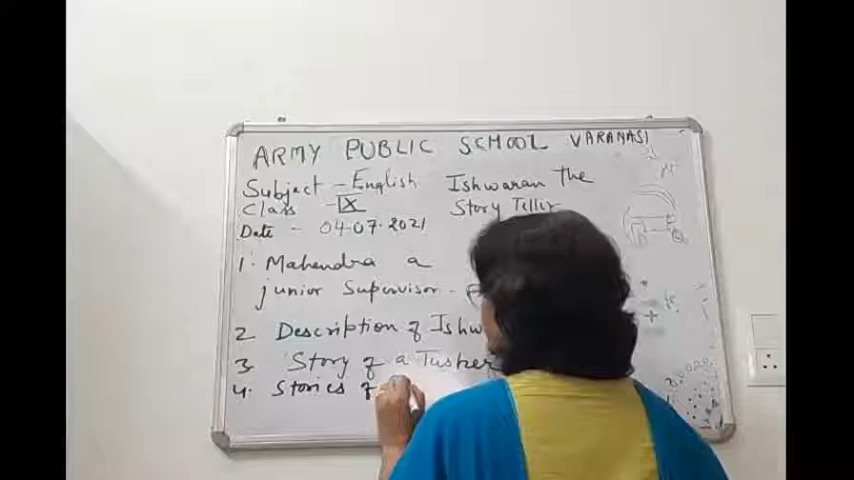 ARMY PUBLIC SCHOOL VARANASI
Subject - English Ishwaran the
Class - IX Story Teller
Date - 04-07-2021
1. Mahendra a
junior Supervisor -
2 Description of Ishw
3 Story of a Tusker
4. Stories of